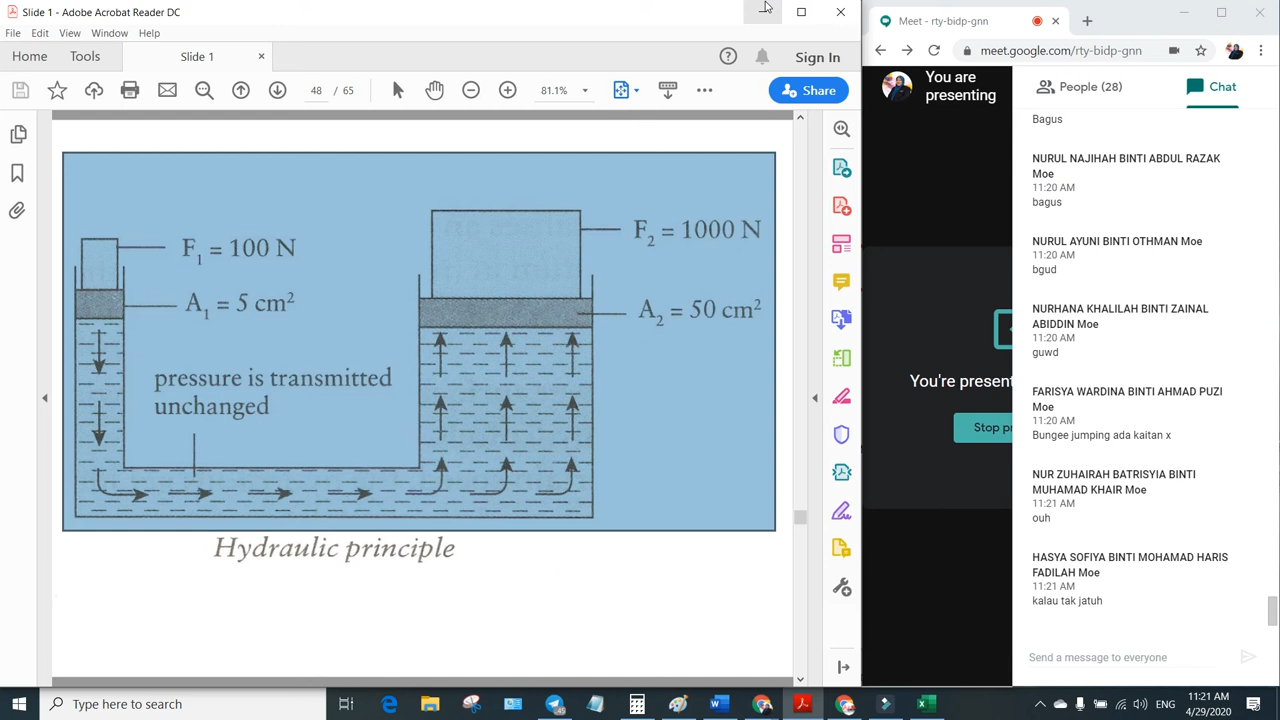 Slide 1 - Adobe Acrobat Reader DC
File Edit View Window Help
Home Tools Slide 1 × Sign In
48 / 65 81.1% Share
F1 = 100 N
A1 = 5 cm²
F2 = 1000 N
A2 = 50 cm²
pressure is transmitted
unchanged
Hydraulic principle
Meet - rty-bidp-gnn
meet.google.com/rty-bidp-gnn
You are
presenting
People (28) Chat
Bagus
NURUL NAJIHAH BINTI ABDUL RAZAK
Moe
11:20 AM
bagus
NURUL AYUNI BINTI OTHMAN Moe
11:20 AM
bgud
NURHANA KHALILAH BINTI ZAINAL
ABIDDIN Moe
11:20 AM
guwd
FARISYA WARDINA BINTI AHMAD PUZI
Moe
11:20 AM
Bungee jumping ada kaitan x
NUR ZUHAIRAH BATRISYIA BINTI
MUHAMAD KHAIR Moe
11:21 AM
ouh
HASYA SOFIYA BINTI MOHAMAD HARIS
FADILAH Moe
11:21 AM
kalau tak jatuh
You're present
Stop pr
Send a message to everyone
Type here to search
45
ENG
11:21 AM
4/29/2020